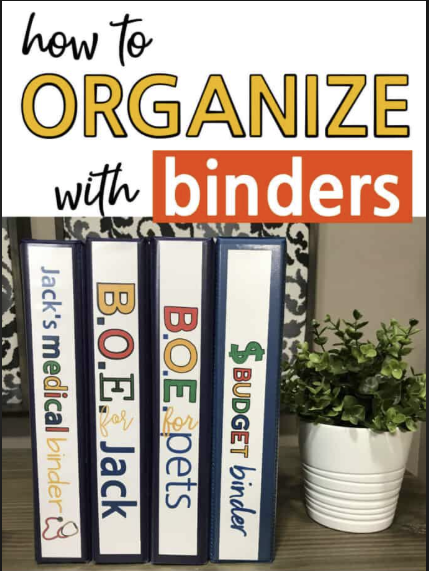 how to
ORGANIZE
with binders
Jack's medical binder
B.O.E. for Jack
B.O.E. for pets
$ BUDGET binder